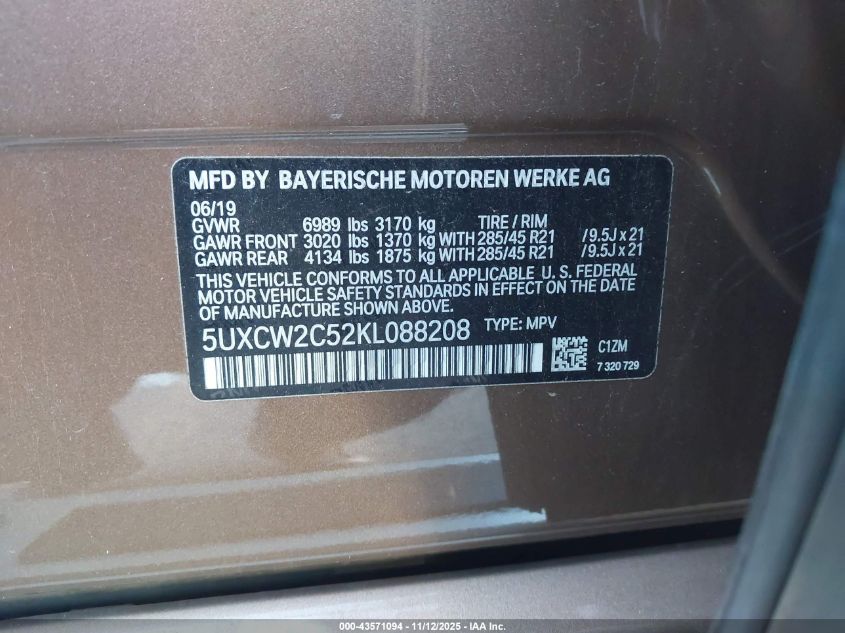 MFD BY BAYERISCHE MOTOREN WERKE AG
06/19
GVWR 6989 lbs 3170 kg TIRE / RIM
GAWR FRONT 3020 lbs 1370 kg WITH 285/45 R21 /9.5J x 21
GAWR REAR 4134 lbs 1875 kg WITH 285/45 R21 /9.5J x 21
THIS VEHICLE CONFORMS TO ALL APPLICABLE U. S. FEDERAL
MOTOR VEHICLE SAFETY STANDARDS IN EFFECT ON THE DATE
OF MANUFACTURE SHOWN ABOVE.
5UXCW2C52KL088208 TYPE: MPV
C1ZM
7 320 729
000-43571094 - 11/12/2025 - IAA Inc.